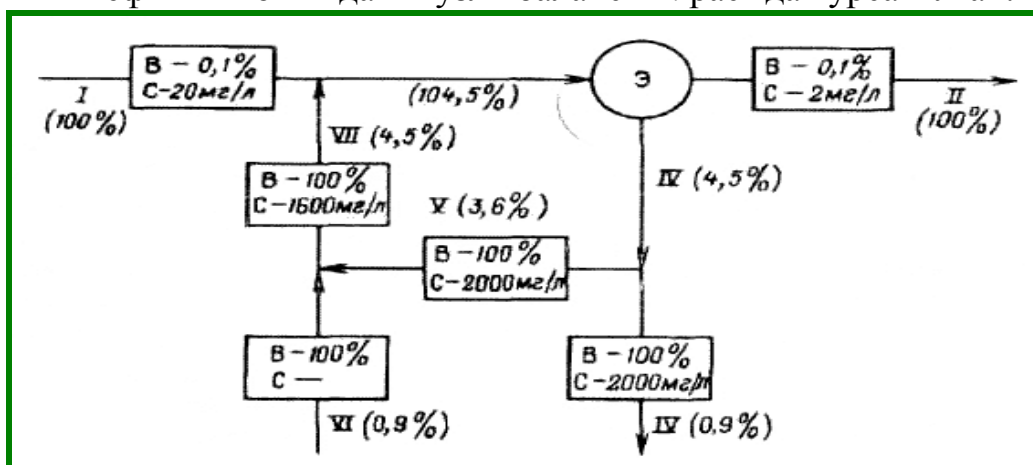 В – 0,1%
С–20мг/л
I
(100%)
(104,5%)
Э
В – 0,1%
С – 2мг/л
II
(100%)
VII (4,5%)
В –100%
С–1600мг/л
V (3,6%)
В –100%
С–2000мг/л
IV (4,5%)
В –100%
С —
VI (0,9%)
В –100%
С–2000мг/л
IV (0,9%)